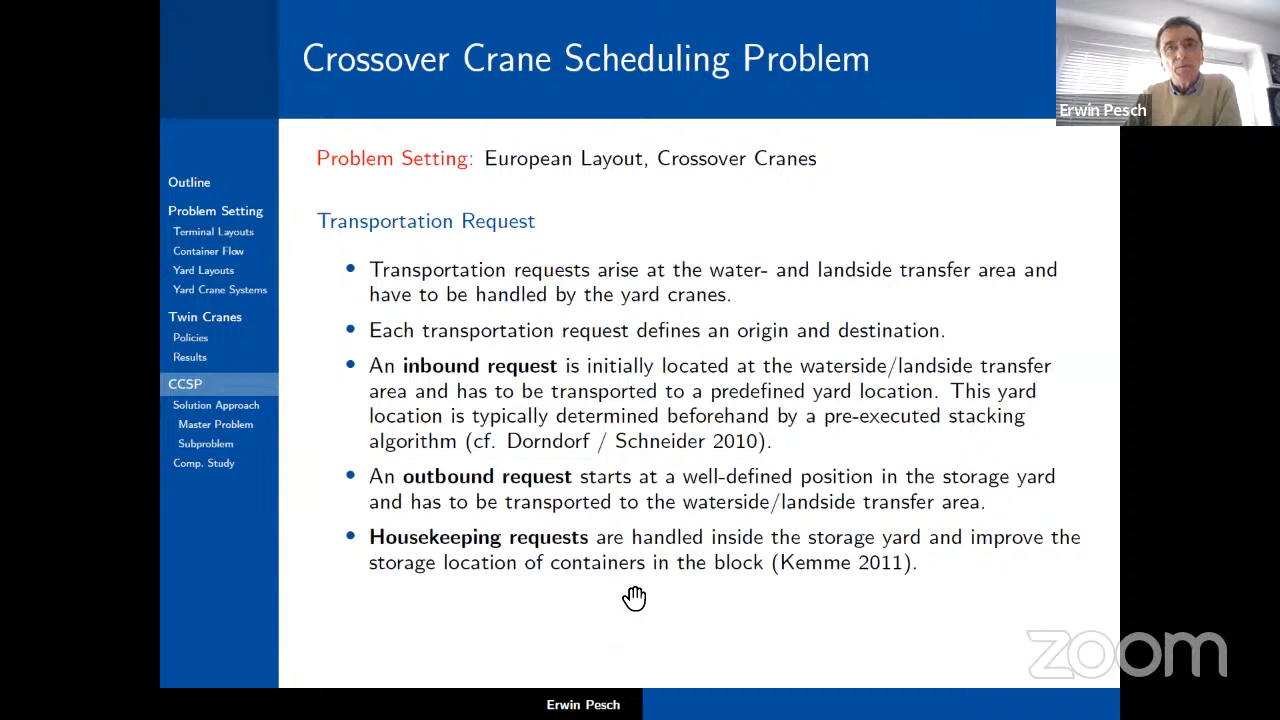 Crossover Crane Scheduling Problem
Erwin Pesch
Outline
Problem Setting
Terminal Layouts
Container Flow
Yard Layouts
Yard Crane Systems
Twin Cranes
Policies
Results
CCSP
Solution Approach
Master Problem
Subproblem
Comp. Study
Problem Setting: European Layout, Crossover Cranes
Transportation Request
• Transportation requests arise at the water- and landside transfer area and
have to be handled by the yard cranes.
• Each transportation request defines an origin and destination.
• An inbound request is initially located at the waterside/landside transfer
area and has to be transported to a predefined yard location. This yard
location is typically determined beforehand by a pre-executed stacking
algorithm (cf. Dorndorf / Schneider 2010).
• An outbound request starts at a well-defined position in the storage yard
and has to be transported to the waterside/landside transfer area.
• Housekeeping requests are handled inside the storage yard and improve the
storage location of containers in the block (Kemme 2011).
zoom
Erwin Pesch